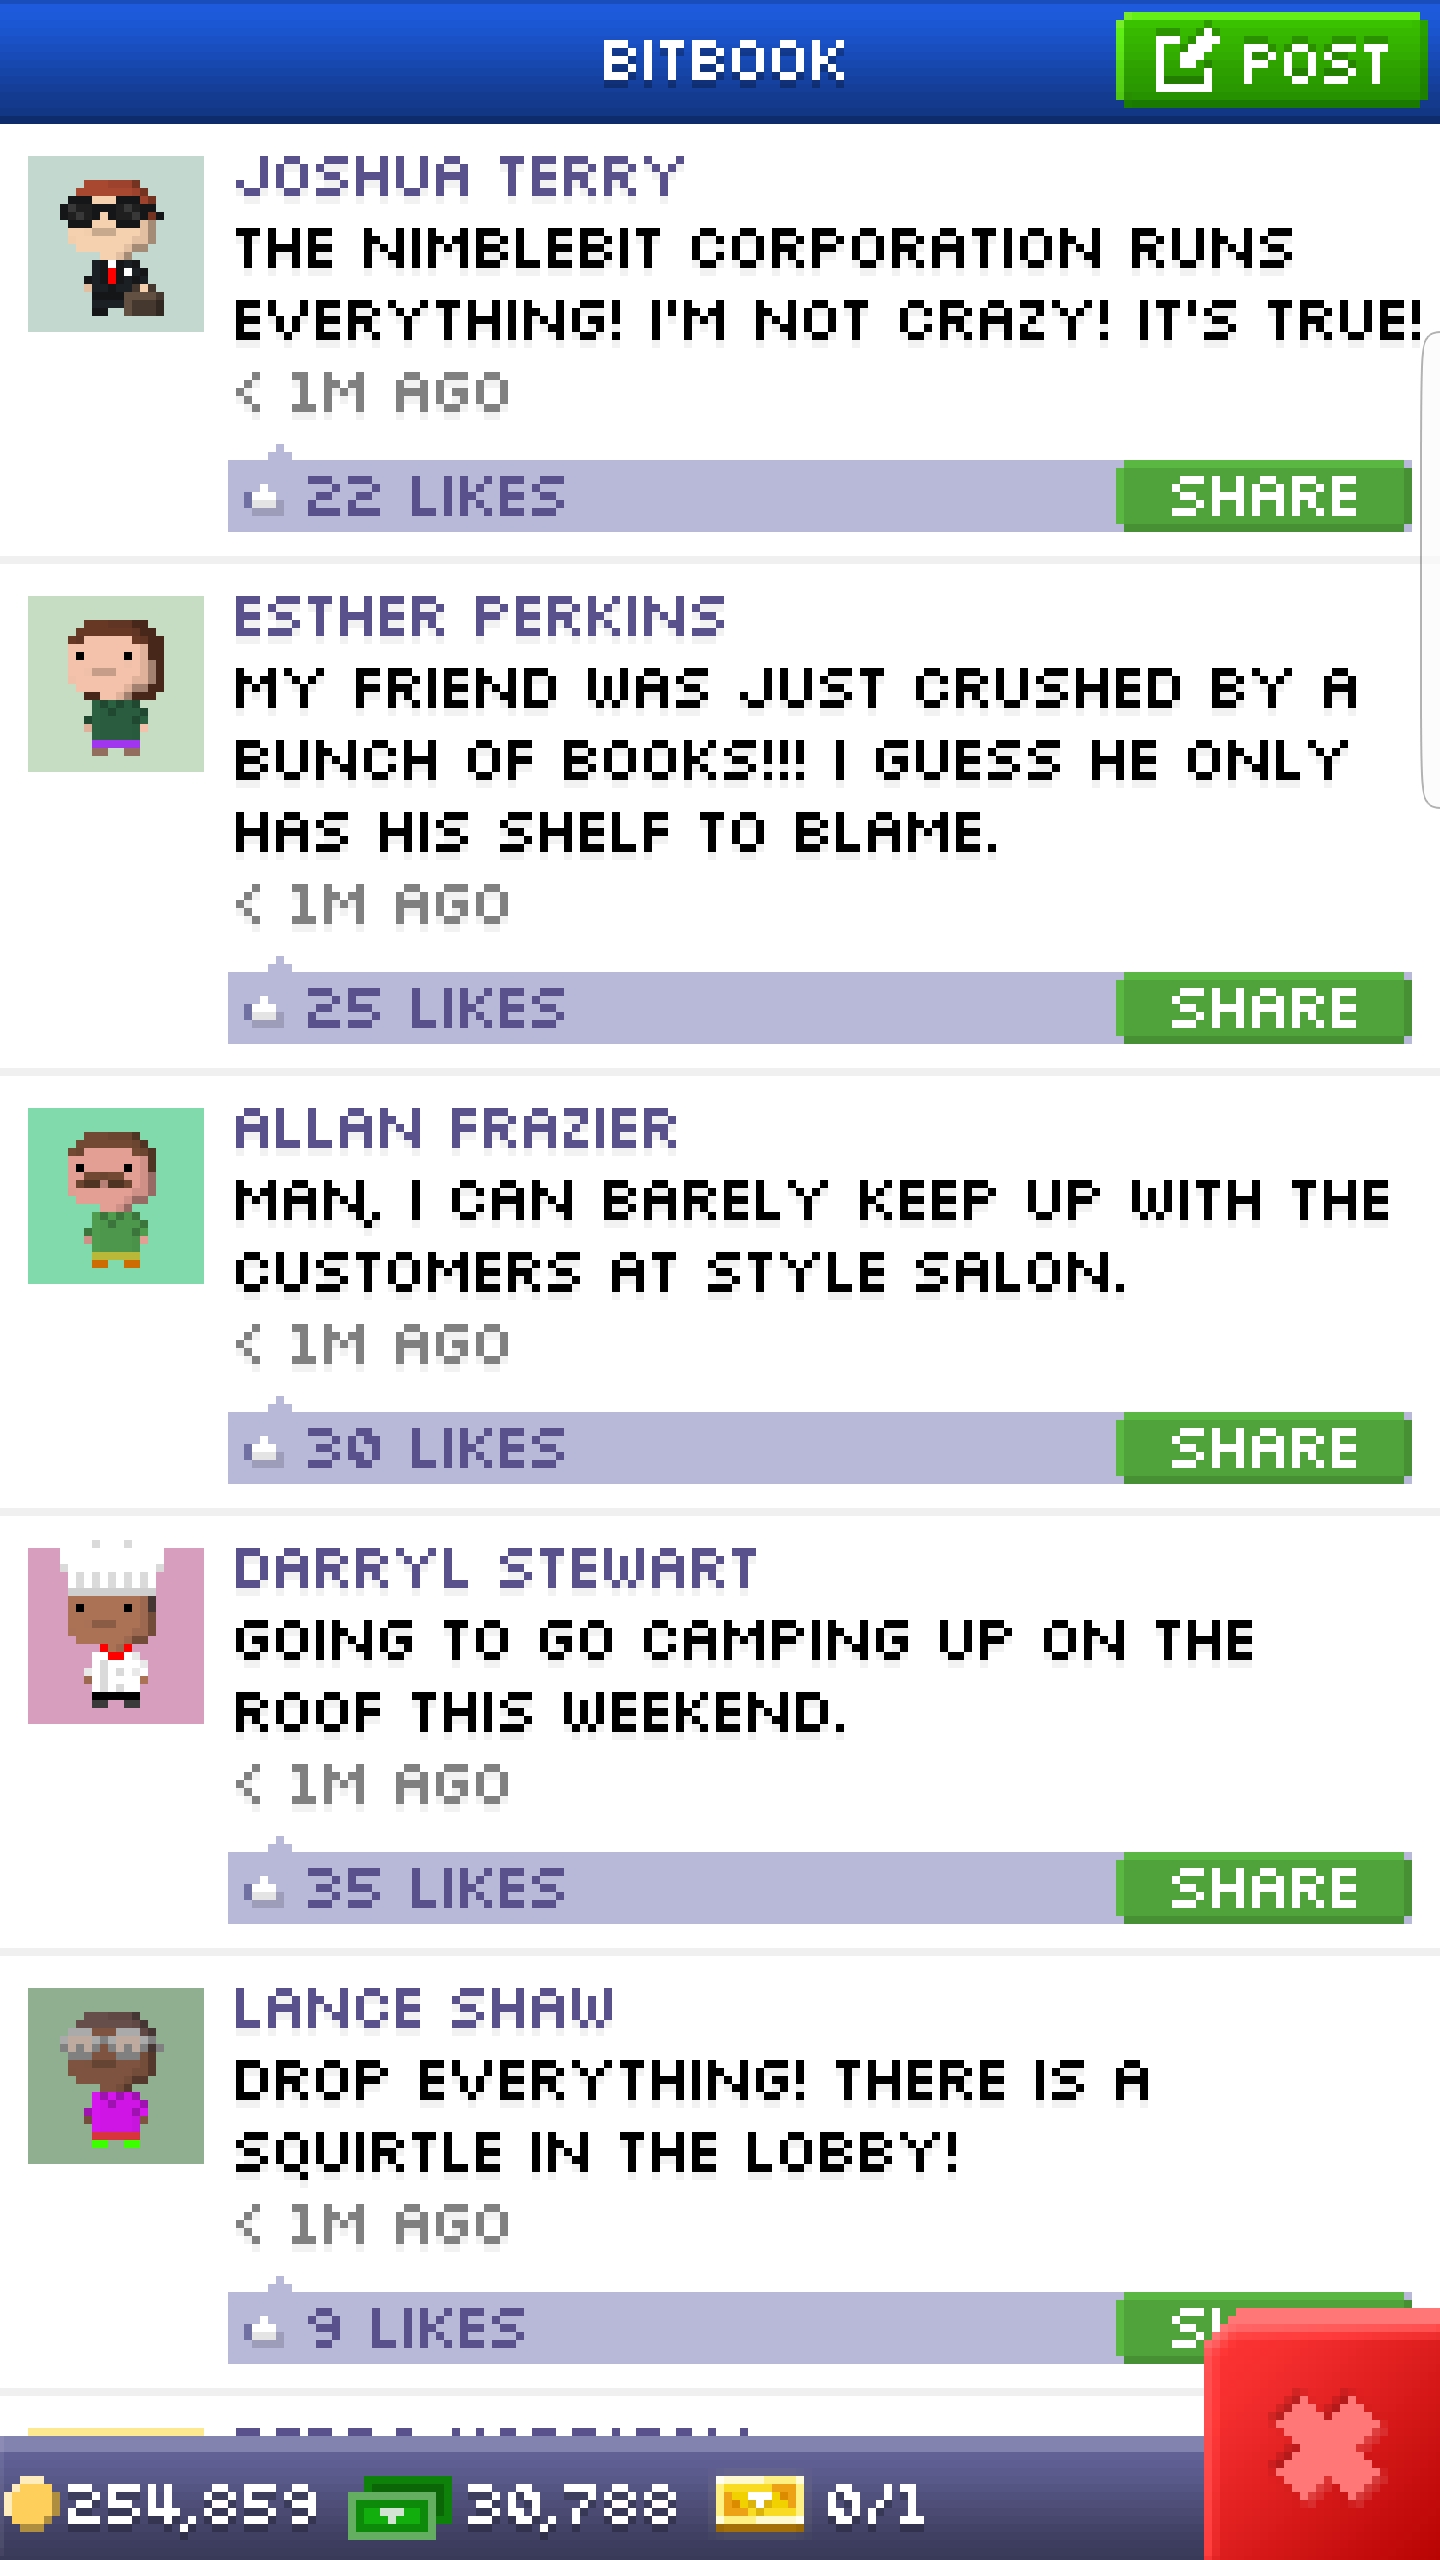 BITBOOK
POST
JOSHUA TERRY
THE NIMBLEBIT CORPORATION RUNS
EVERYTHING! I'M NOT CRAZY! IT'S TRUE!
< 1M AGO
22 LIKES
SHARE
ESTHER PERKINS
MY FRIEND WAS JUST CRUSHED BY A
BUNCH OF BOOKS!!! I GUESS HE ONLY
HAS HIS SHELF TO BLAME.
< 1M AGO
25 LIKES
SHARE
ALLAN FRAZIER
MAN, I CAN BARELY KEEP UP WITH THE
CUSTOMERS AT STYLE SALON.
< 1M AGO
30 LIKES
SHARE
DARRYL STEWART
GOING TO GO CAMPING UP ON THE
ROOF THIS WEEKEND.
< 1M AGO
35 LIKES
SHARE
LANCE SHAW
DROP EVERYTHING! THERE IS A
SQUIRTLE IN THE LOBBY!
< 1M AGO
9 LIKES
254,859
30,788
0/1